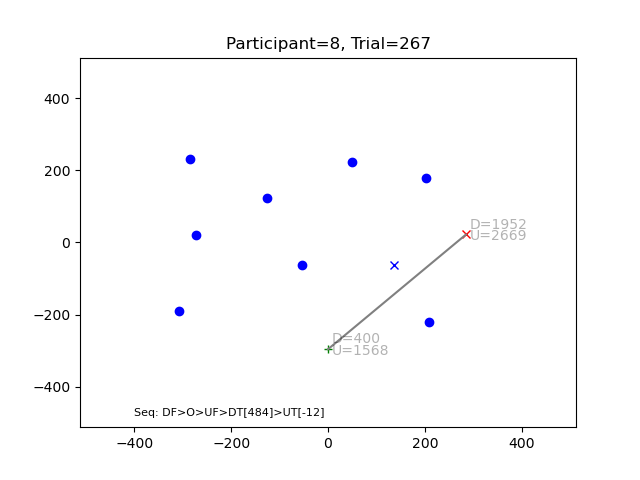 Participant=8, Trial=267
400
200
0
−200
−400
D=1952
U=2669
D=400
U=1568
Seq: DF>O>UF>DT[484]>UT[-12]
−400
−200
0
200
400